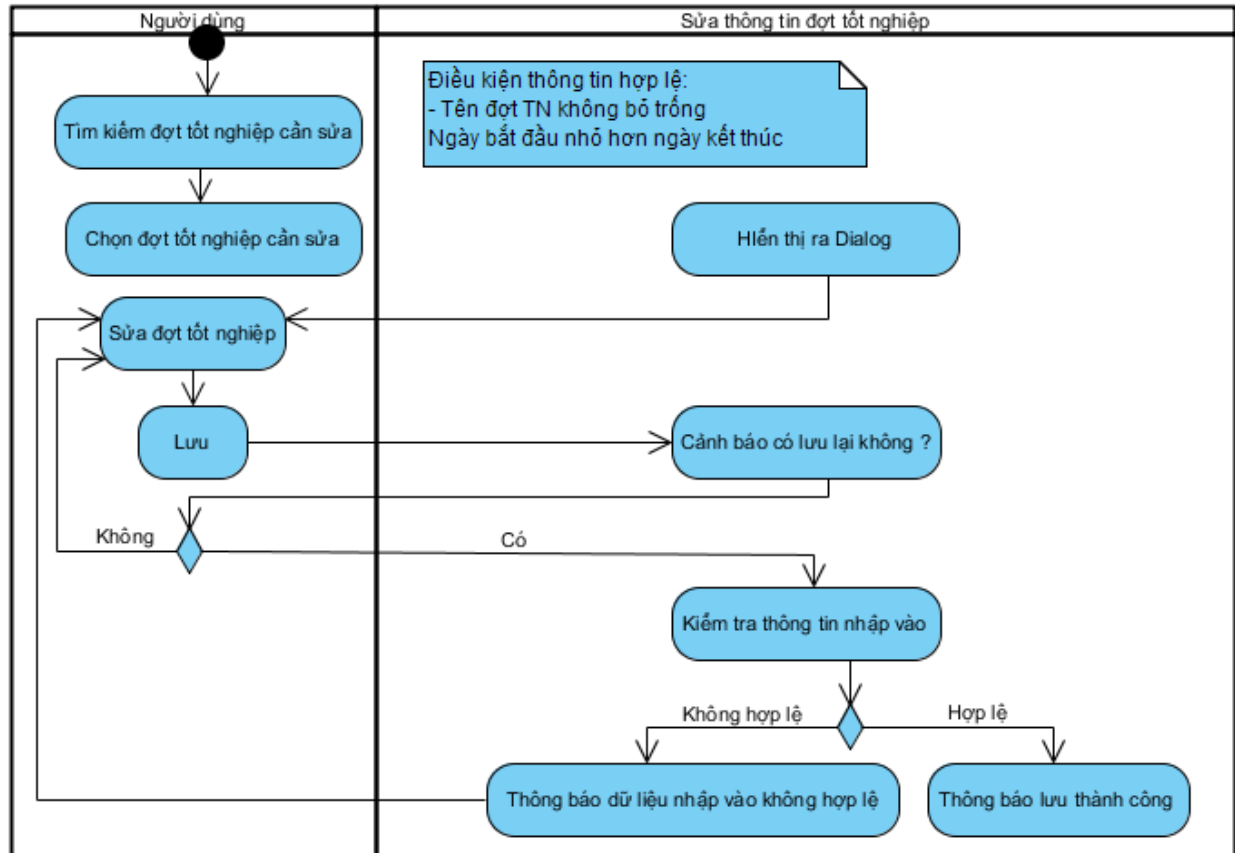 Người dùng
Sửa thông tin đợt tốt nghiệp
Điều kiện thông tin hợp lệ:
- Tên đợt TN không bỏ trống
Ngày bắt đầu nhỏ hơn ngày kết thúc
Tìm kiếm đợt tốt nghiệp cần sửa
Chọn đợt tốt nghiệp cần sửa
HIển thị ra Dialog
Sửa đợt tốt nghiệp
Lưu
Cảnh báo có lưu lại không ?
Không
Có
Kiểm tra thông tin nhập vào
Không hợp lệ
Hợp lệ
Thông báo dữ liệu nhập vào không hợp lệ
Thông báo lưu thành công